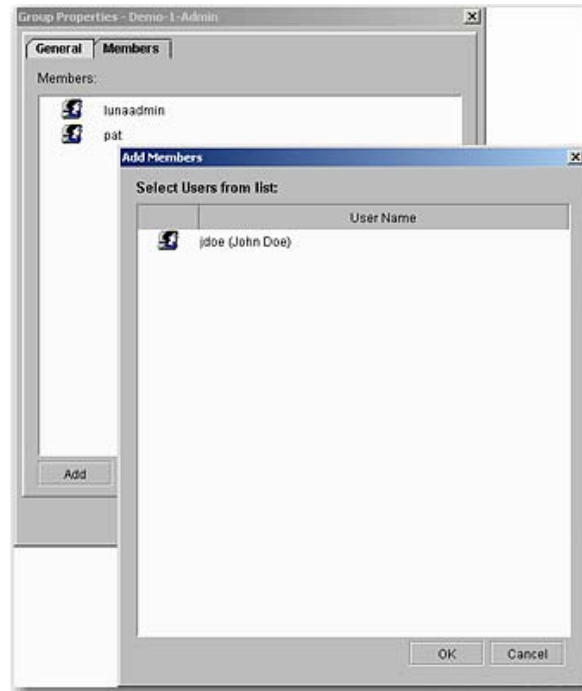 Group Properties - Demo-1-Admin
General Members
Members:
lunaadmin
pat
Add Members
Select Users from list:
User Name
jdoe (John Doe)
Add
OK Cancel